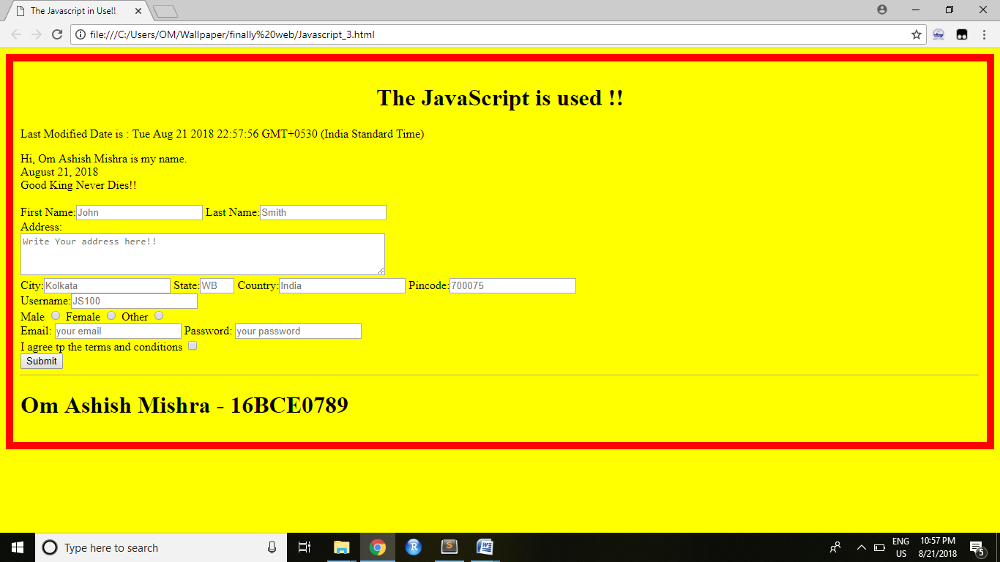 The Javascript in Use!!
file:///C:/Users/OM/Wallpaper/finally%20web/Javascript_3.html
The JavaScript is used !!
Last Modified Date is : Tue Aug 21 2018 22:57:56 GMT+0530 (India Standard Time)
Hi, Om Ashish Mishra is my name.
August 21, 2018
Good King Never Dies!!
First Name: John Last Name: Smith
Address:
Write Your address here!!
City: Kolkata State: WB Country: India Pincode: 700075
Username: JS100
Male Female Other
Email: your email Password: your password
I agree tp the terms and conditions
Submit
Om Ashish Mishra - 16BCE0789
Type here to search
R
S
W
ENG
US
10:57 PM
8/21/2018
5